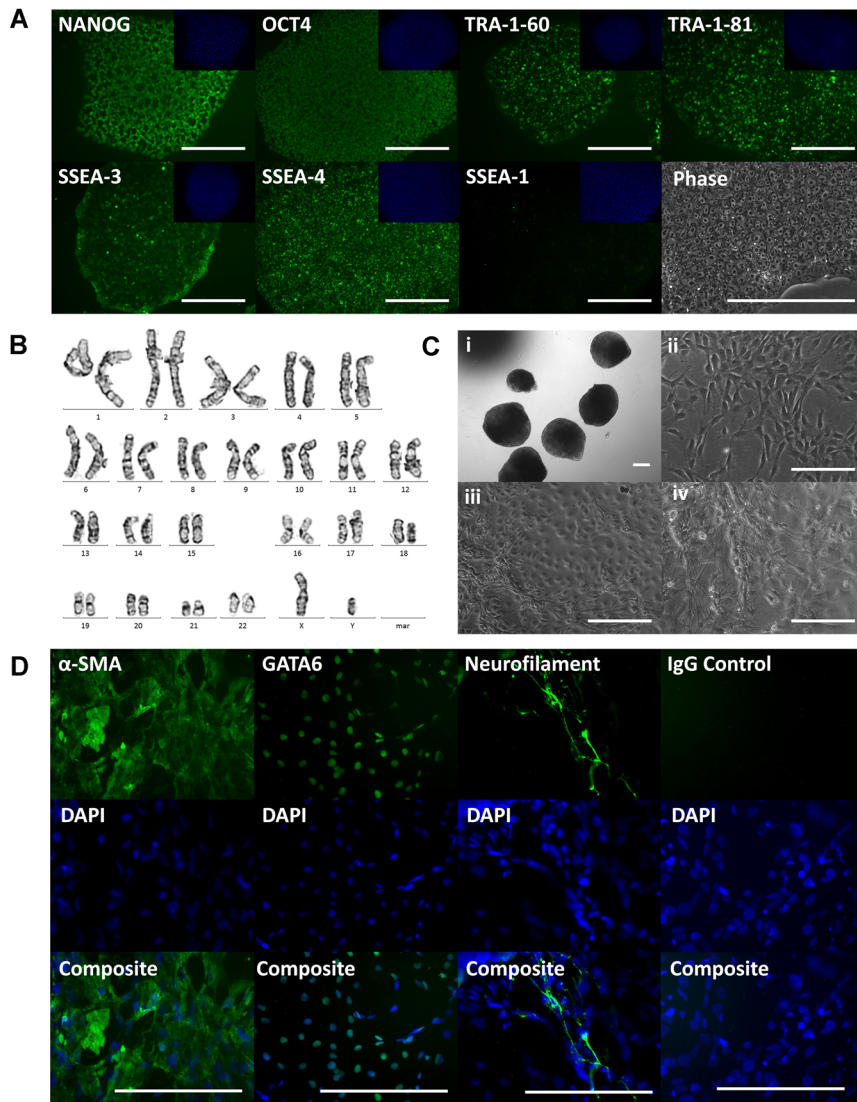 A
NANOG OCT4 TRA-1-60 TRA-1-81
SSEA-3 SSEA-4 SSEA-1 Phase
B
1 2 3 4 5
6 7 8 9 10 11 12
13 14 15 16 17 18
19 20 21 22 X Y mar
C
i ii
iii iv
D
α-SMA GATA6 Neurofilament IgG Control
DAPI DAPI DAPI DAPI
Composite Composite Composite Composite